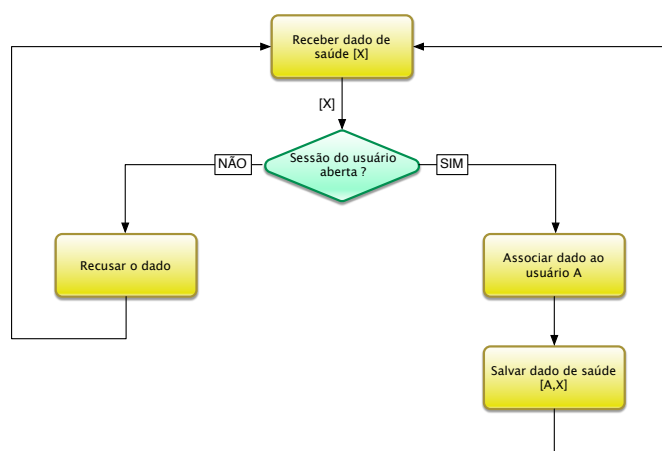 Receber dado de
saúde [X]
[X]
Sessão do usuário
aberta ?
NÃO
SIM
Recusar o dado
Associar dado ao
usuário A
Salvar dado de saúde
[A,X]